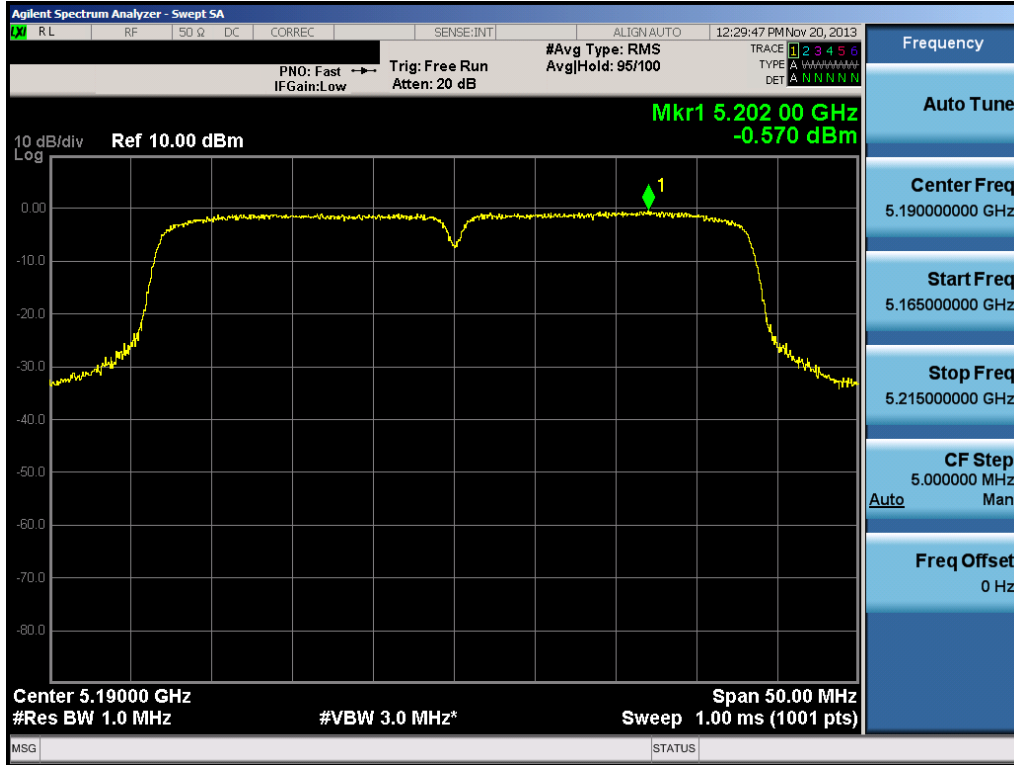 Agilent Spectrum Analyzer - Swept SA
LXI RL RF 50 Ω DC CORREC SENSE:INT ALIGN AUTO 12:29:47 PM Nov 20, 2013
PNO: Fast Trig: Free Run #Avg Type: RMS TRACE 1 2 3 4 5 6
IFGain:Low Atten: 20 dB Avg|Hold: 95/100 TYPE A WWWWW
DET A N N N N N
Mkr1 5.202 00 GHz
-0.570 dBm
10 dB/div Ref 10.00 dBm
Log
1
0.00
-10.0
-20.0
-30.0
-40.0
-50.0
-60.0
-70.0
-80.0
Center 5.19000 GHz Span 50.00 MHz
#Res BW 1.0 MHz #VBW 3.0 MHz* Sweep 1.00 ms (1001 pts)
MSG STATUS
Frequency
Auto Tune
Center Freq
5.190000000 GHz
Start Freq
5.165000000 GHz
Stop Freq
5.215000000 GHz
CF Step
5.000000 MHz
Auto Man
Freq Offset
0 Hz